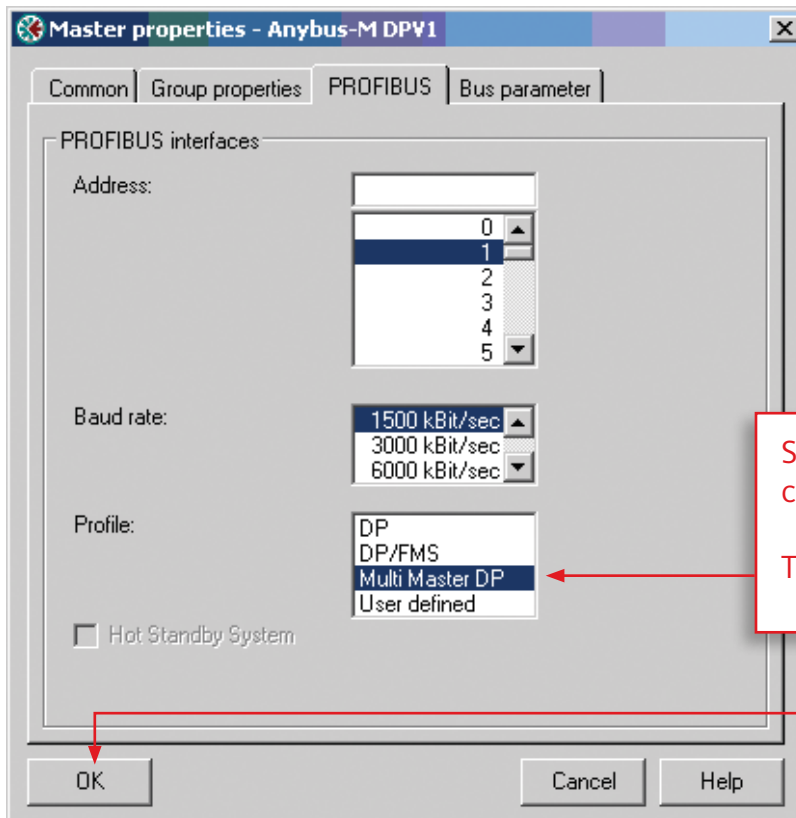 Master properties - Anybus-M DPV1
Common Group properties PROFIBUS Bus parameter
PROFIBUS interfaces
Address:
0
1
2
3
4
5
Baud rate:
1500 kBit/sec
3000 kBit/sec
6000 kBit/sec
Profile:
DP
DP/FMS
Multi Master DP
User defined
Hot Standby System
OK Cancel Help